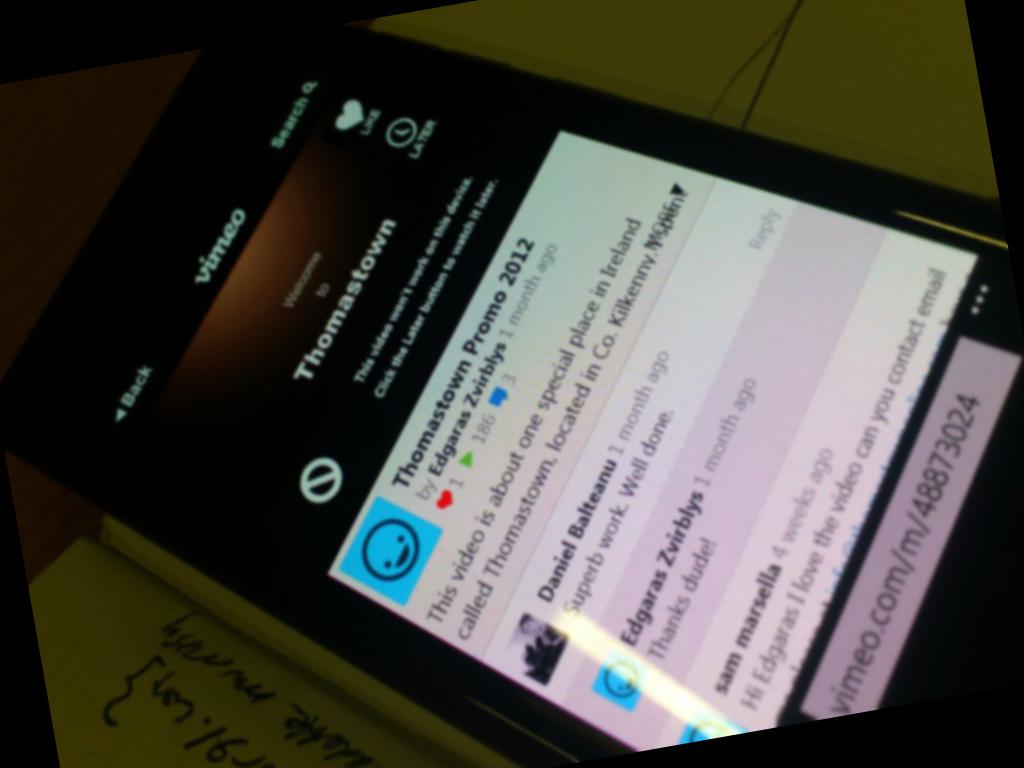 ◀ Back
vimeo
Search
Welcome
to
Thomastown
LIKE
LATER
This video won't work on this device.
Click the Later button to watch it later.
Thomastown Promo 2012
by Edgaras Zvirblys 1 month ago
1 186 3
This video is about one special place in Ireland
called Thomastown, located in Co. Kilkenny.
MORE
Daniel Balteanu 1 month ago
Superb work. Well done.
Reply
Edgaras Zvirblys 1 month ago
Thanks dude!
sam marsella 4 weeks ago
Hi Edgaras I love the video can you contact email
vimeo.com/m/48873024
...